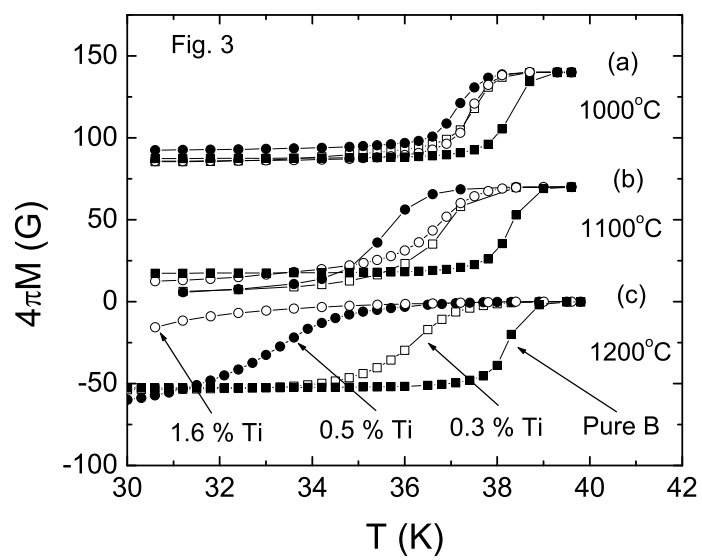 Fig. 3
150
(a)
1000°C
100
(b)
50
1100°C
0
(c)
1200°C
-50
1.6 % Ti
0.5 % Ti
0.3 % Ti
Pure B
-100
30 32 34 36 38 40 42
T (K)
4πM (G)